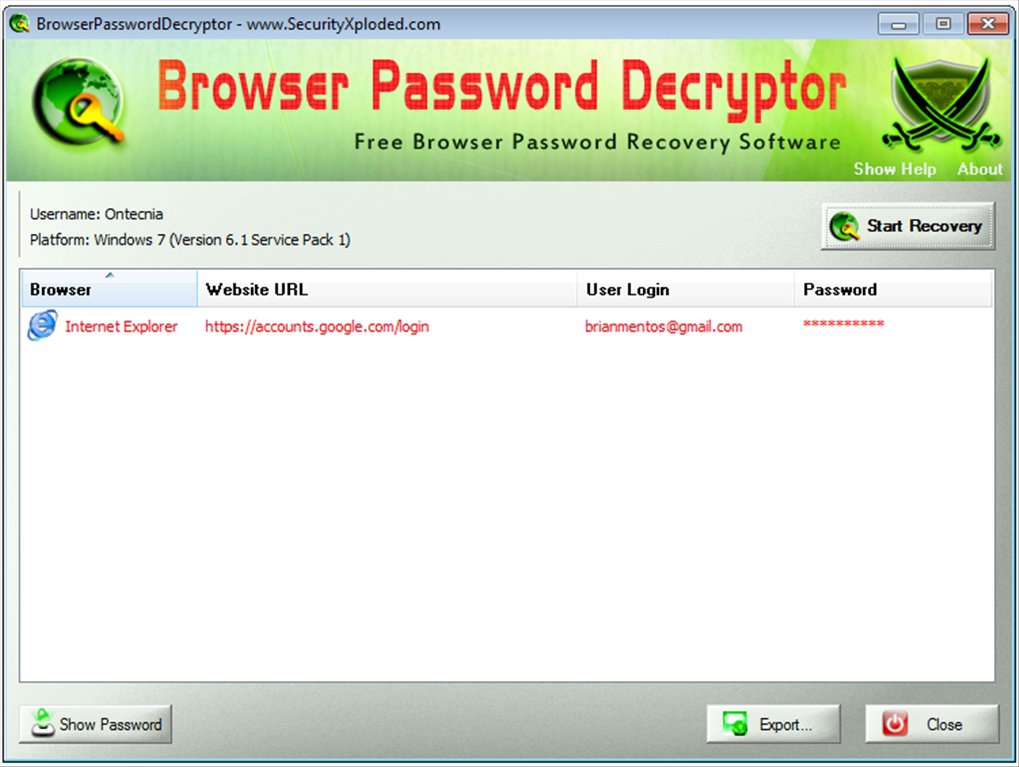 BrowserPasswordDecryptor - www.SecurityXploded.com
Browser Password Decryptor
Free Browser Password Recovery Software
Show Help About
Username: Ontecnia
Platform: Windows 7 (Version 6.1 Service Pack 1)
Start Recovery
Browser Website URL User Login Password
Internet Explorer https://accounts.google.com/login brianmentos@gmail.com **********
Show Password Export... Close